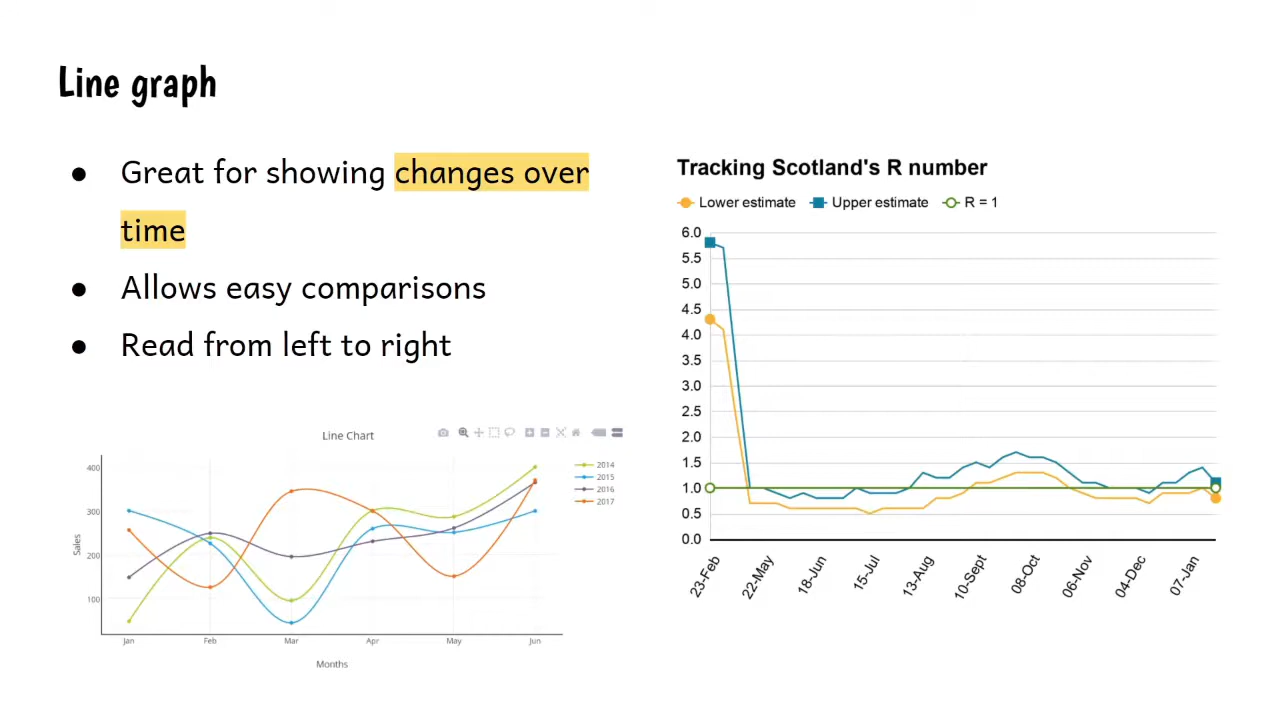 Line graph
● Great for showing changes over
time
● Allows easy comparisons
● Read from left to right
Line Chart
2014
2015
2016
2017
400
300
200
100
Sales
Jan Feb Mar Apr May Jun
Months
Tracking Scotland's R number
Lower estimate Upper estimate R = 1
6.0
5.5
5.0
4.5
4.0
3.5
3.0
2.5
2.0
1.5
1.0
0.5
0.0
23-Feb 22-May 18-Jun 15-Jul 13-Aug 10-Sept 08-Oct 06-Nov 04-Dec 07-Jan